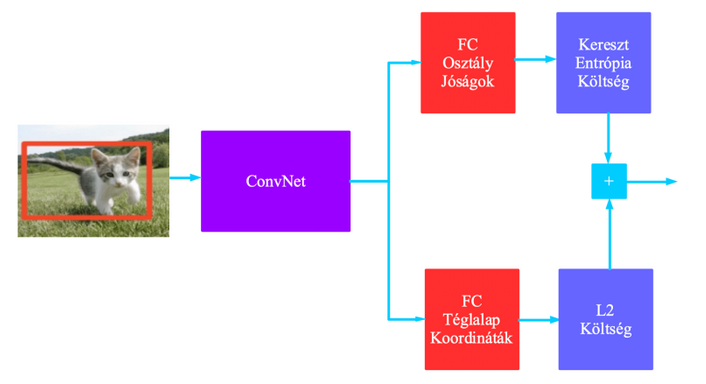 FC
Osztály
Jóságok
Kereszt
Entrópia
Költség
ConvNet
+
FC
Téglalap
Koordináták
L2
Költség